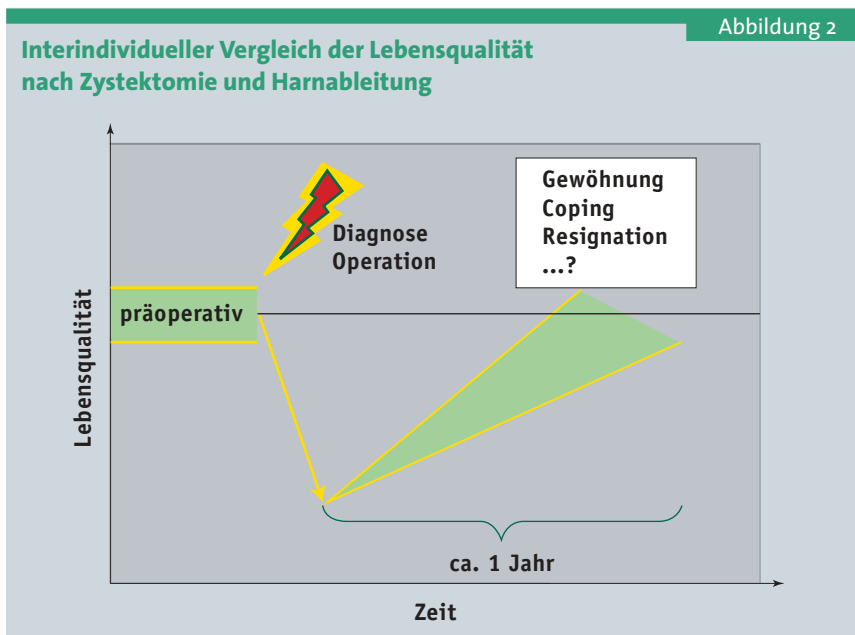 Abbildung 2
Interindividueller Vergleich der Lebensqualität
nach Zystektomie und Harnableitung
Gewöhnung
Coping
Resignation
...?
Diagnose
Operation
präoperativ
Lebensqualität
ca. 1 Jahr
Zeit